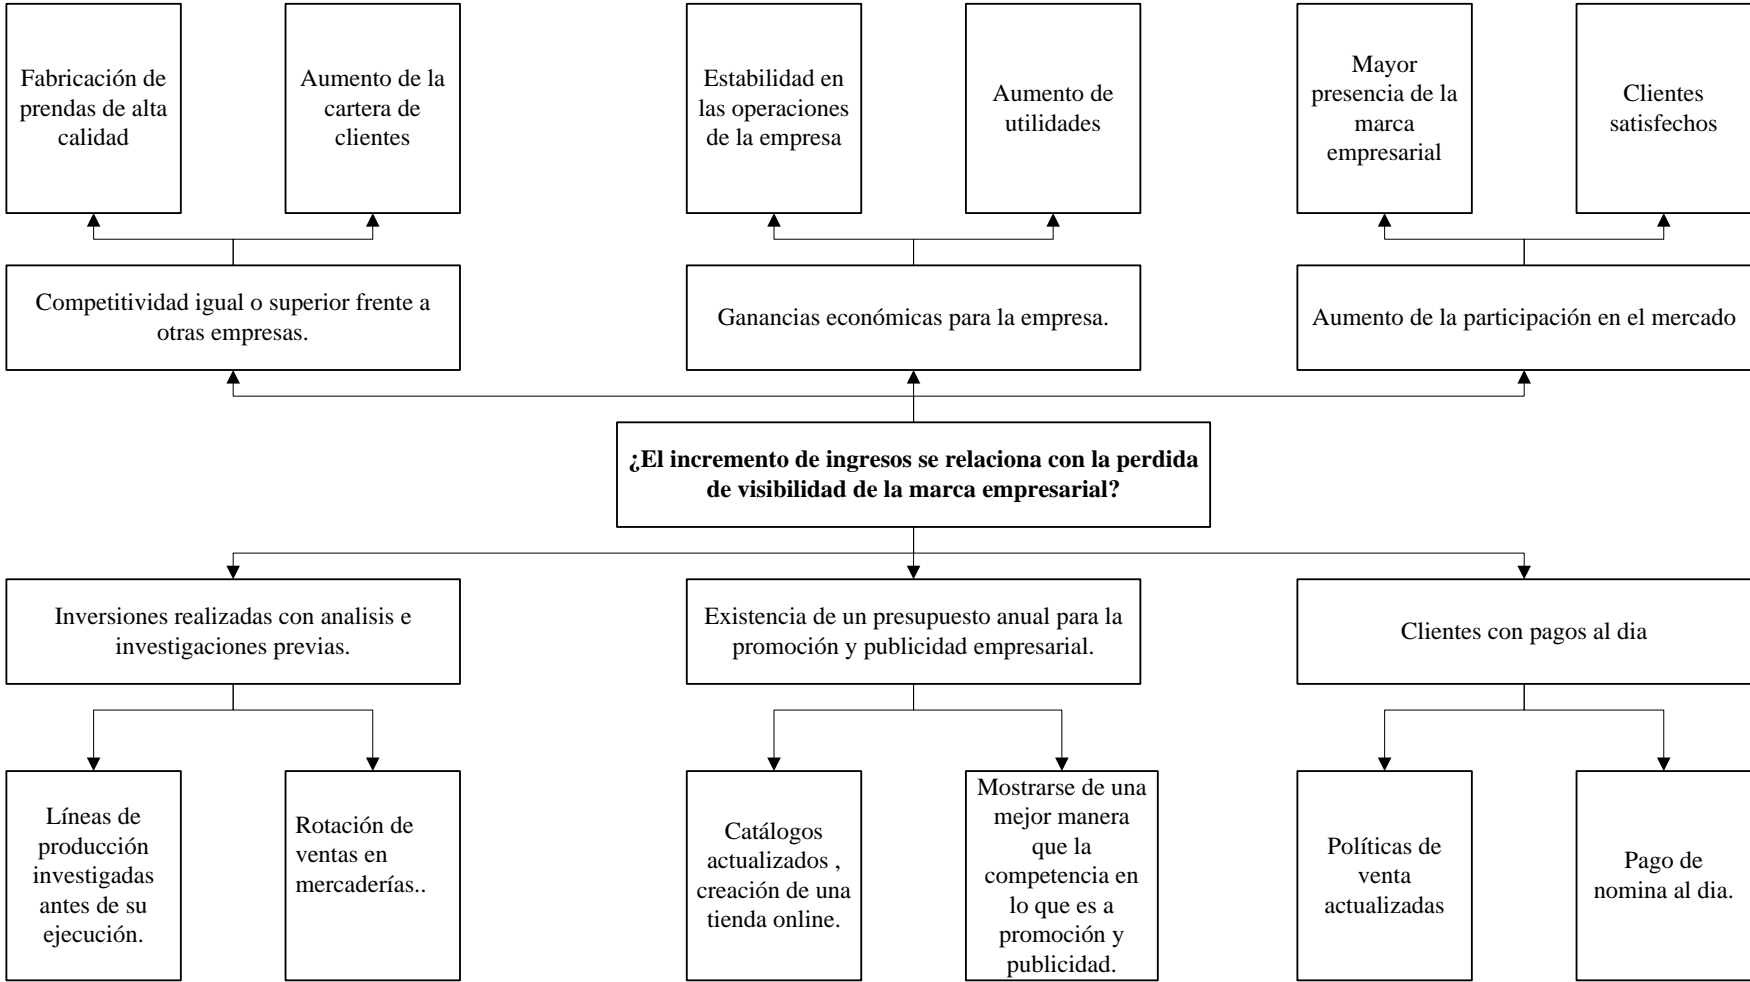 Fabricación de
prendas de alta
calidad
Aumento de la
cartera de
clientes
Estabilidad en
las operaciones
de la empresa
Aumento de
utilidades
Mayor
presencia de la
marca
empresarial
Clientes
satisfechos
Competitividad igual o superior frente a
otras empresas.
Ganancias económicas para la empresa.
Aumento de la participación en el mercado
¿El incremento de ingresos se relaciona con la perdida
de visibilidad de la marca empresarial?
Inversiones realizadas con analisis e
investigaciones previas.
Existencia de un presupuesto anual para la
promoción y publicidad empresarial.
Clientes con pagos al dia
Líneas de
producción
investigadas
antes de su
ejecución.
Rotación de
ventas en
mercaderías..
Catálogos
actualizados ,
creación de una
tienda online.
Mostrarse de una
mejor manera
que la
competencia en
lo que es a
promoción y
publicidad.
Políticas de
venta
actualizadas
Pago de
nomina al dia.